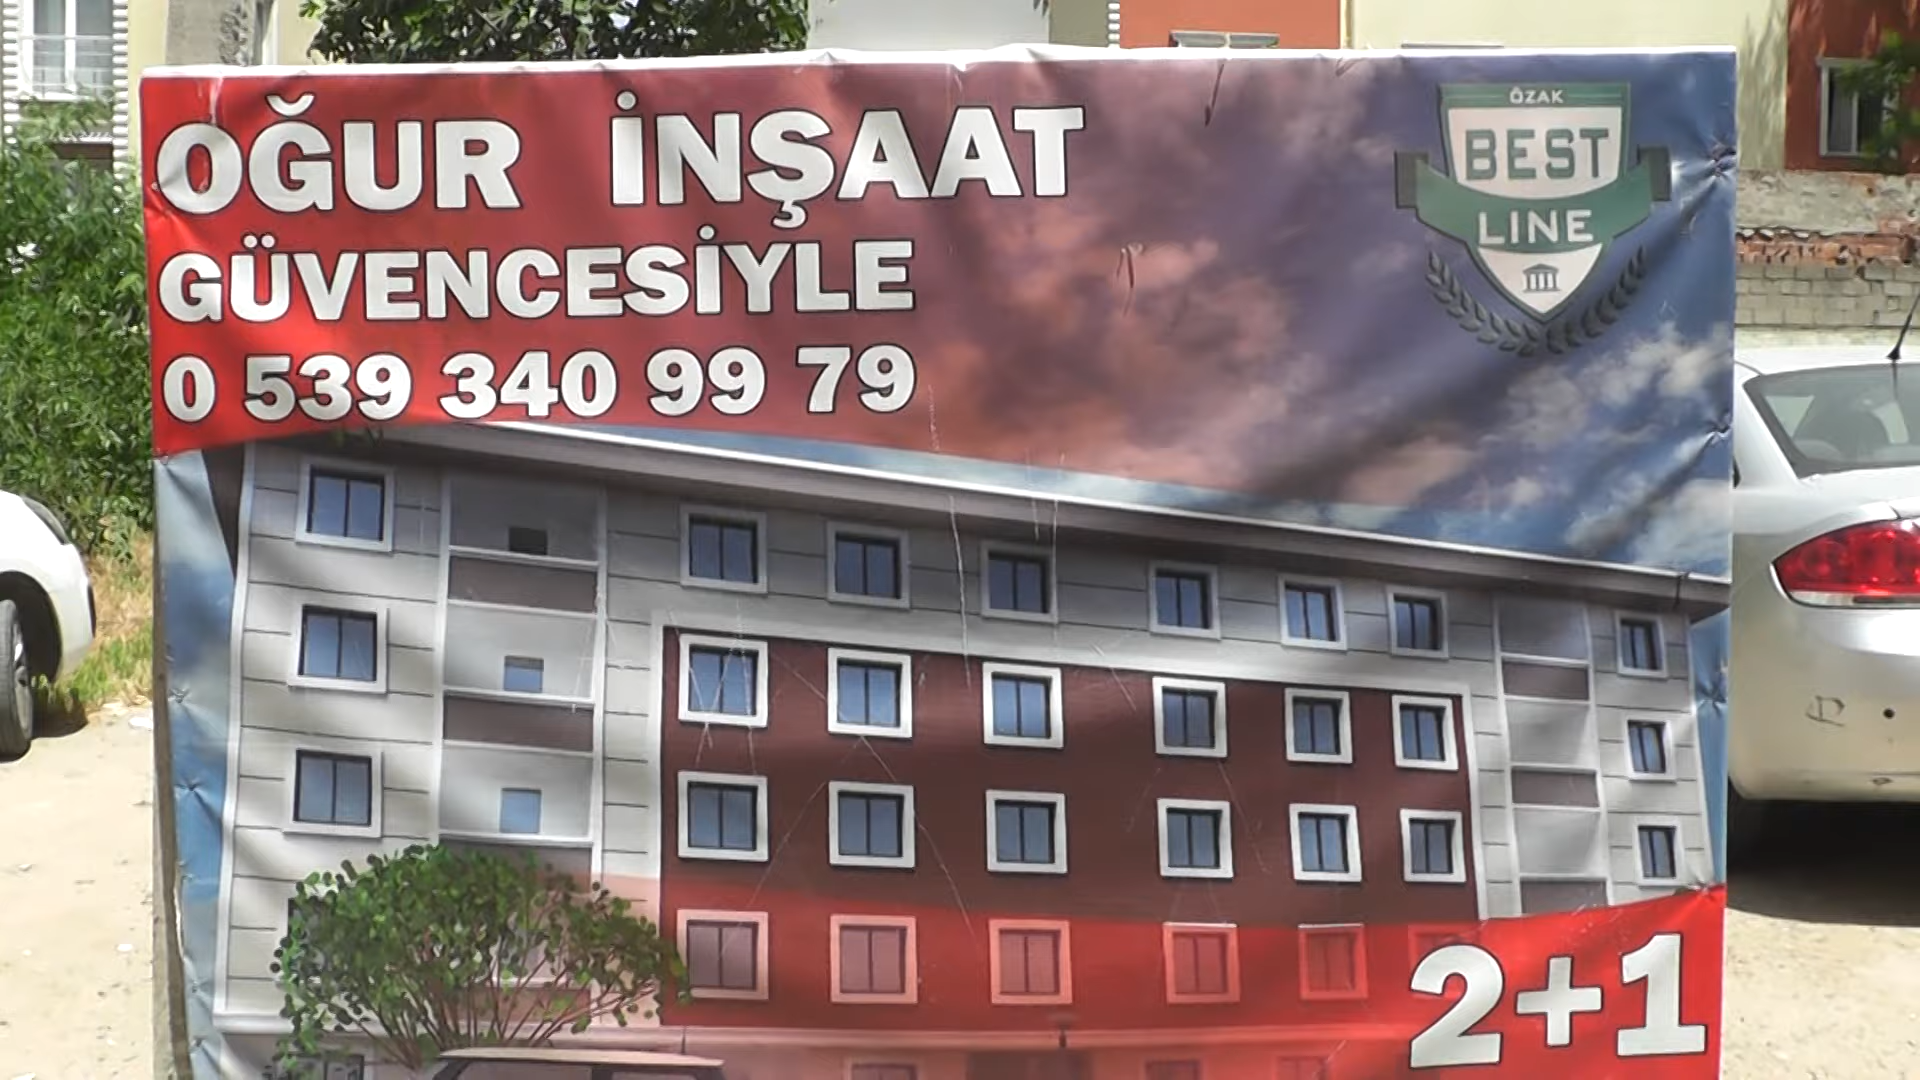 OĞUR İNŞAAT
GÜVENCESİYLE
0 539 340 99 79
ÖZAK
BEST
LINE
2+1